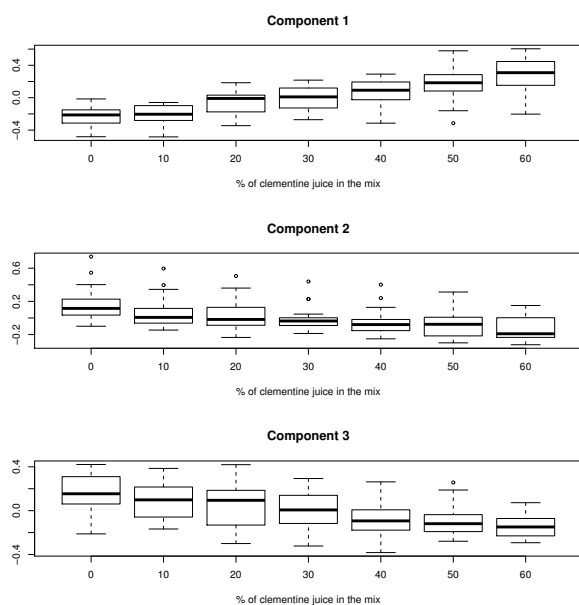 Component 1
0.4
0.0
−0.4
0 10 20 30 40 50 60
% of clementine juice in the mix
Component 2
0.6
0.2
−0.2
0 10 20 30 40 50 60
% of clementine juice in the mix
Component 3
0.4
0.0
−0.4
0 10 20 30 40 50 60
% of clementine juice in the mix